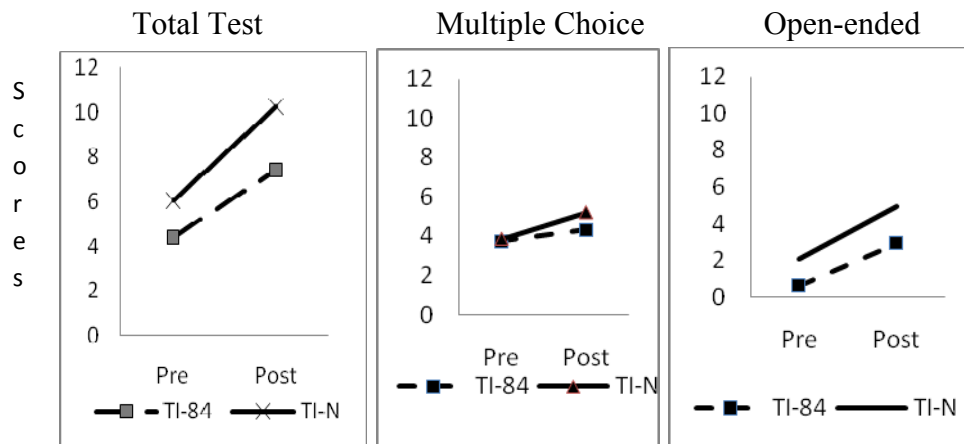 Total Test
Multiple Choice
Open-ended
Scores
12
10
8
6
4
2
0
Pre
Post
TI-84
TI-N
12
10
8
6
4
2
0
Pre
Post
TI-84
TI-N
12
10
8
6
4
2
0
Pre
Post
TI-84
TI-N